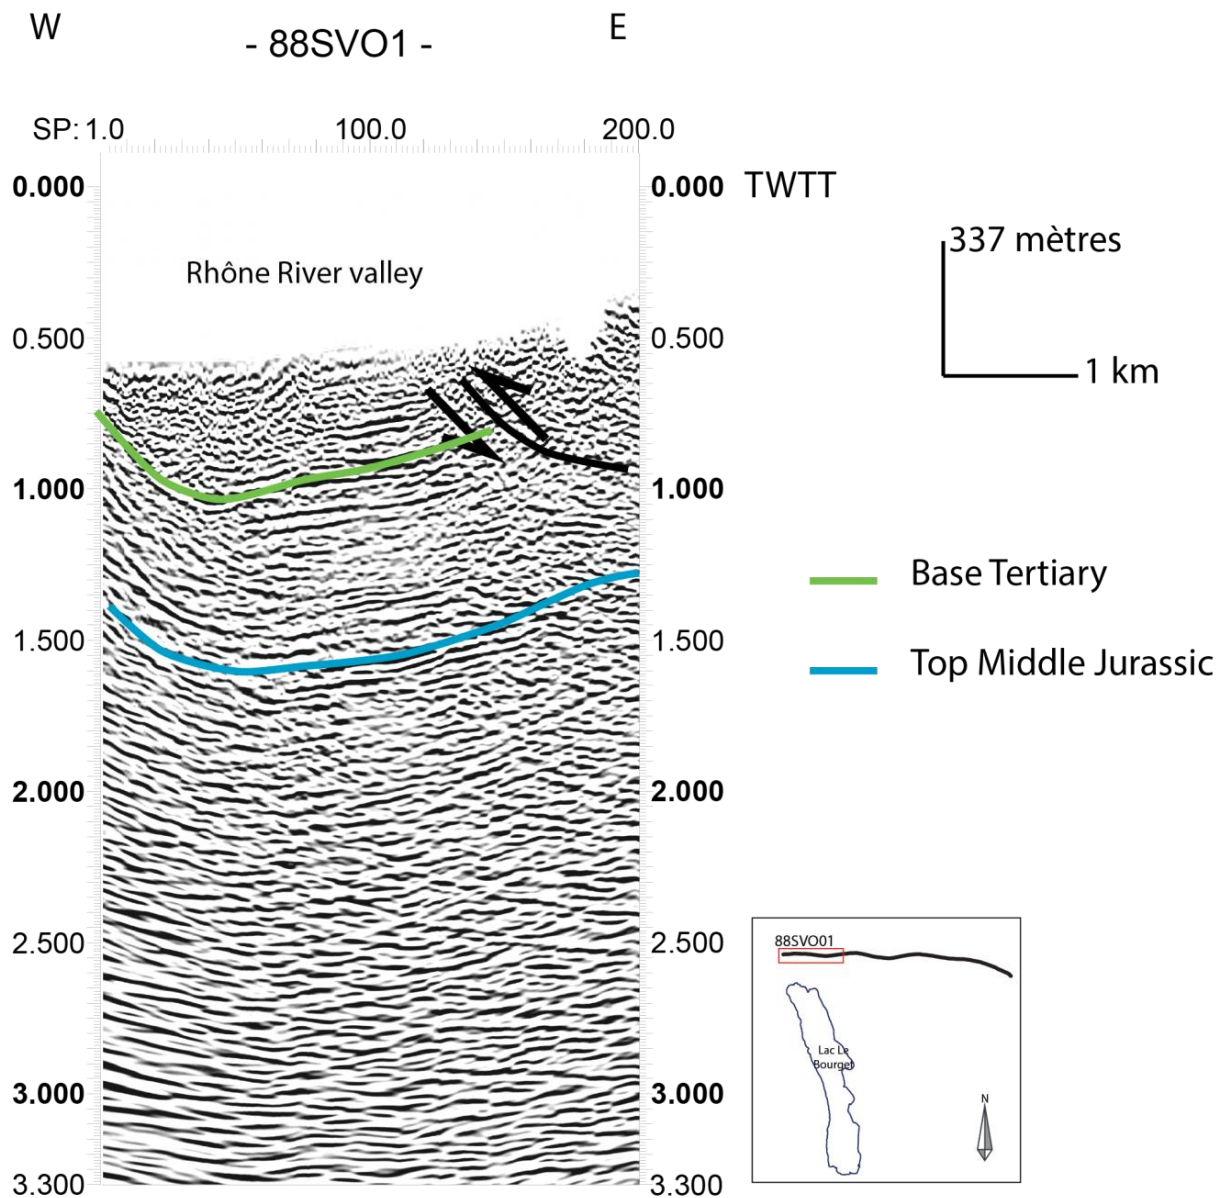 W
E
- 88SVO1 -
SP: 1.0 100.0 200.0
0.000 0.000 TWTT
337 mètres
Rhône River valley
0.500 0.500
1 km
1.000 1.000
Base Tertiary
1.500 1.500
Top Middle Jurassic
2.000 2.000
2.500 2.500
88SVO01
Lac Le
Bourget
3.000 3.000
N
3.300 3.300